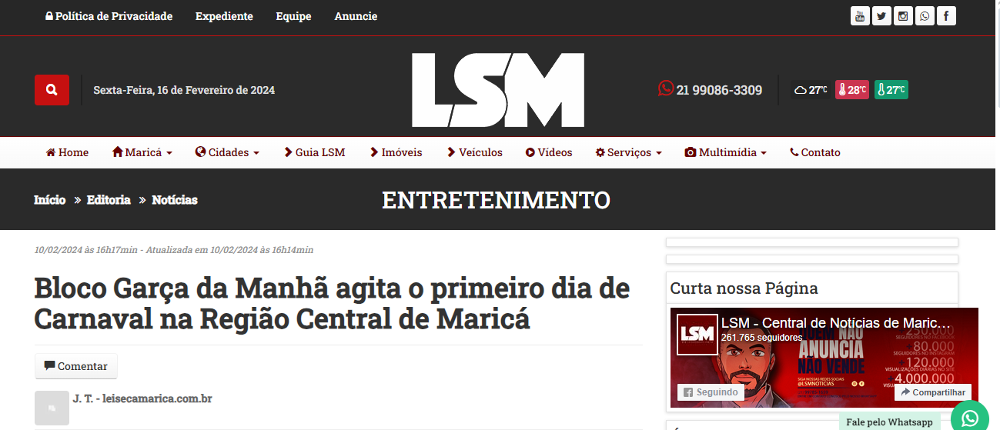 Política de Privacidade Expediente Equipe Anuncie
You Tube
Sexta-Feira, 16 de Fevereiro de 2024
LSM
21 99086-3309
27°C 28°C 27°C
Home Maricá Cidades Guia LSM Imóveis Veículos Vídeos Serviços Multimídia Contato
Início » Editoria » Notícias
ENTRETENIMENTO
10/02/2024 às 16h17min - Atualizada em 10/02/2024 às 16h14min
Bloco Garça da Manhã agita o primeiro dia de
Carnaval na Região Central de Maricá
Comentar
J. T. - leisecamarica.com.br
Curta nossa Página
LSM
LSM - Central de Notícias de Maric...
261.765 seguidores
QUEM NÃO
ANUNCIA
NÃO VENDE
SIGA NOSSAS REDES SOCIAIS
@LSMNOTICIAS
+250.000
SEGUIDORES NO FACEBOOK
+80.000
SEGUIDORES NO INSTAGRAM
+120.000
VISUALIZAÇÕES DIÁRIAS NO SITE
+4.000.000
Seguindo
Compartilhar
Fale pelo Whatsapp